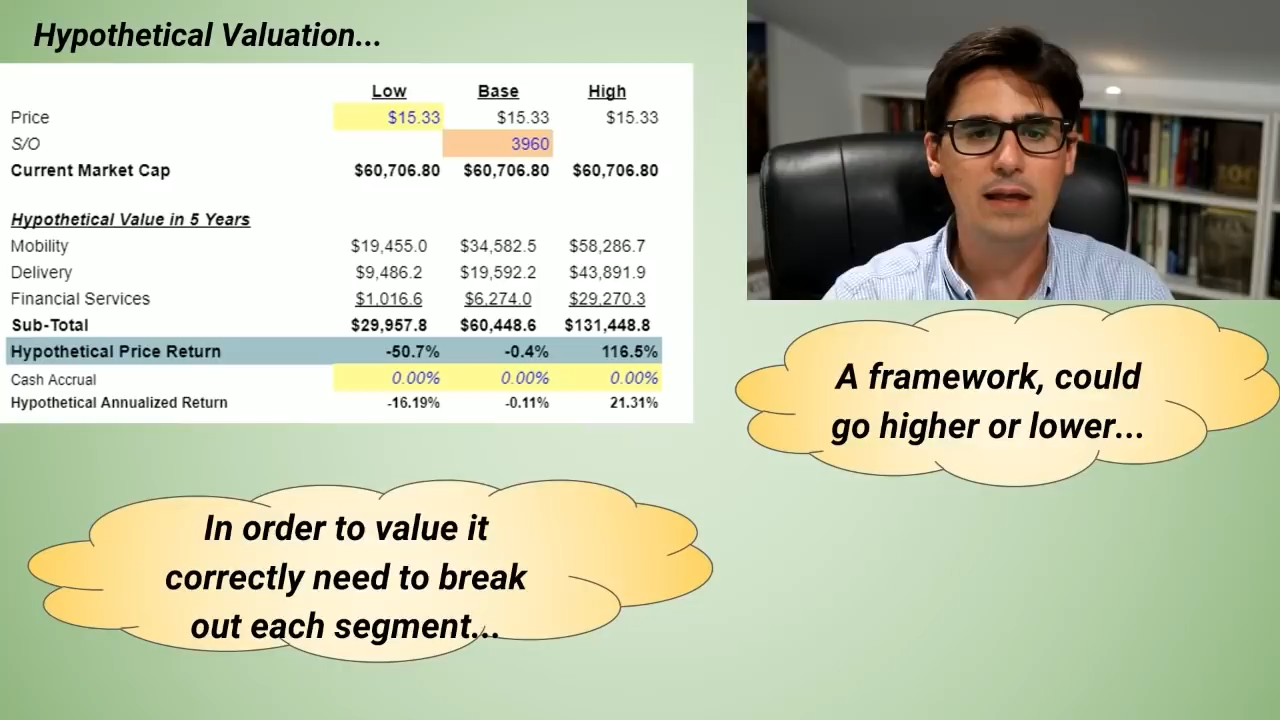 Hypothetical Valuation...
Low Base High
Price $15.33 $15.33 $15.33
S/O 3960
Current Market Cap $60,706.80 $60,706.80 $60,706.80
Hypothetical Value in 5 Years
Mobility $19,455.0 $34,582.5 $58,286.7
Delivery $9,486.2 $19,592.2 $43,891.9
Financial Services $1,016.6 $6,274.0 $29,270.3
Sub-Total $29,957.8 $60,448.6 $131,448.8
Hypothetical Price Return -50.7% -0.4% 116.5%
Cash Accrual 0.00% 0.00% 0.00%
Hypothetical Annualized Return -16.19% -0.11% 21.31%
A framework, could
go higher or lower...
In order to value it
correctly need to break
out each segment...